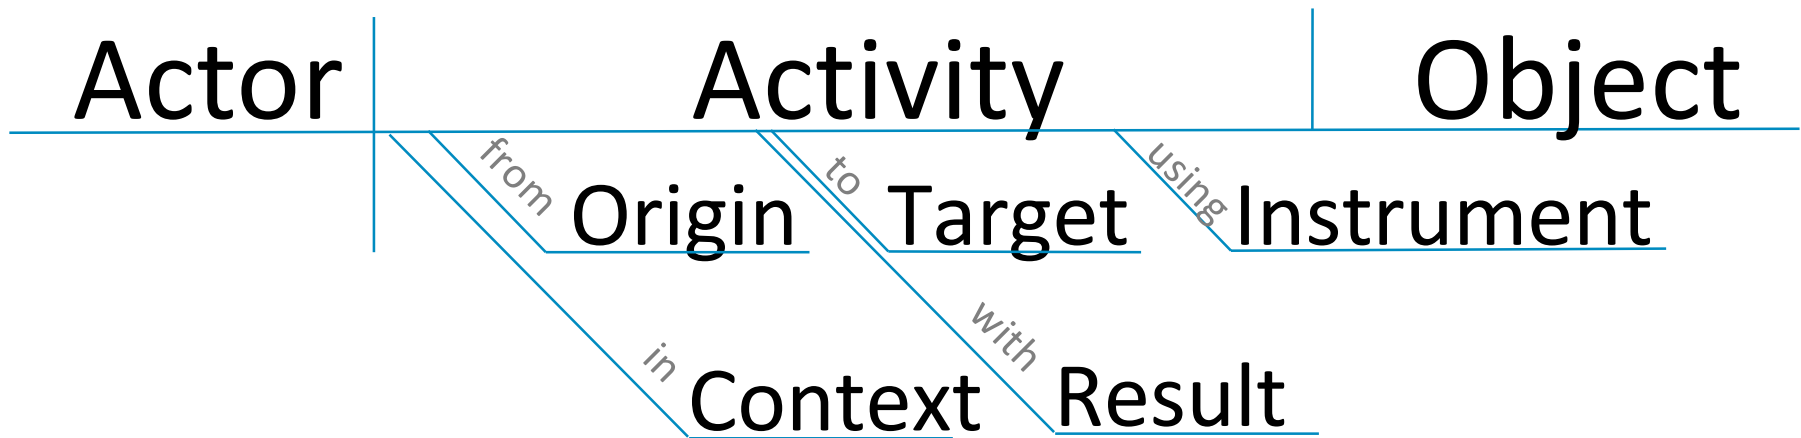 Actor Activity Object
from Origin to Target using Instrument
in Context with Result